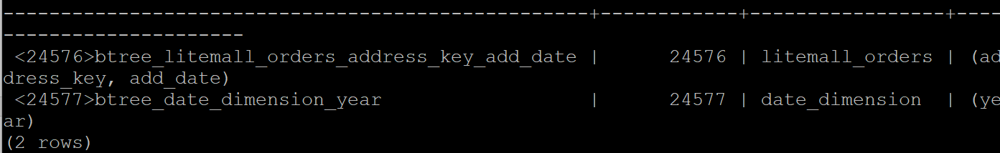 ---------------------------------------------------+------------+-----------------+----
---------------------
 <24576>btree_litemall_orders_address_key_add_date |      24576 | litemall_orders | (ad
dress_key, add_date)
 <24577>btree_date_dimension_year                  |      24577 | date_dimension  | (ye
ar)
(2 rows)